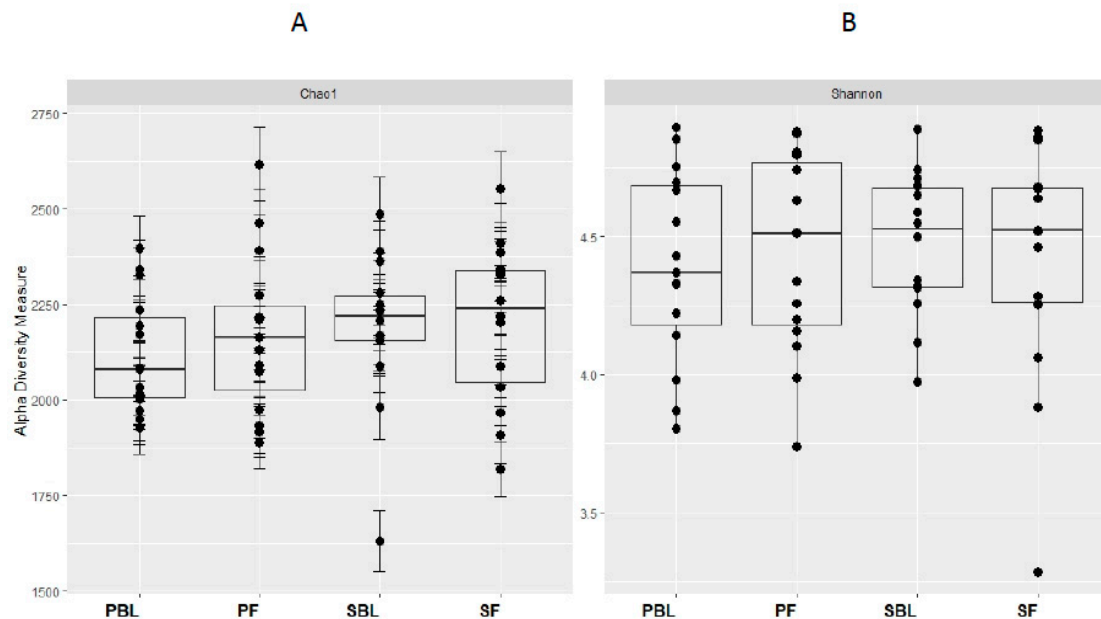 A B
Chao1 Shannon
Alpha Diversity Measure
2750
2500
2250
2000
1750
1500
4.5
4.0
3.5
PBL PF SBL SF PBL PF SBL SF